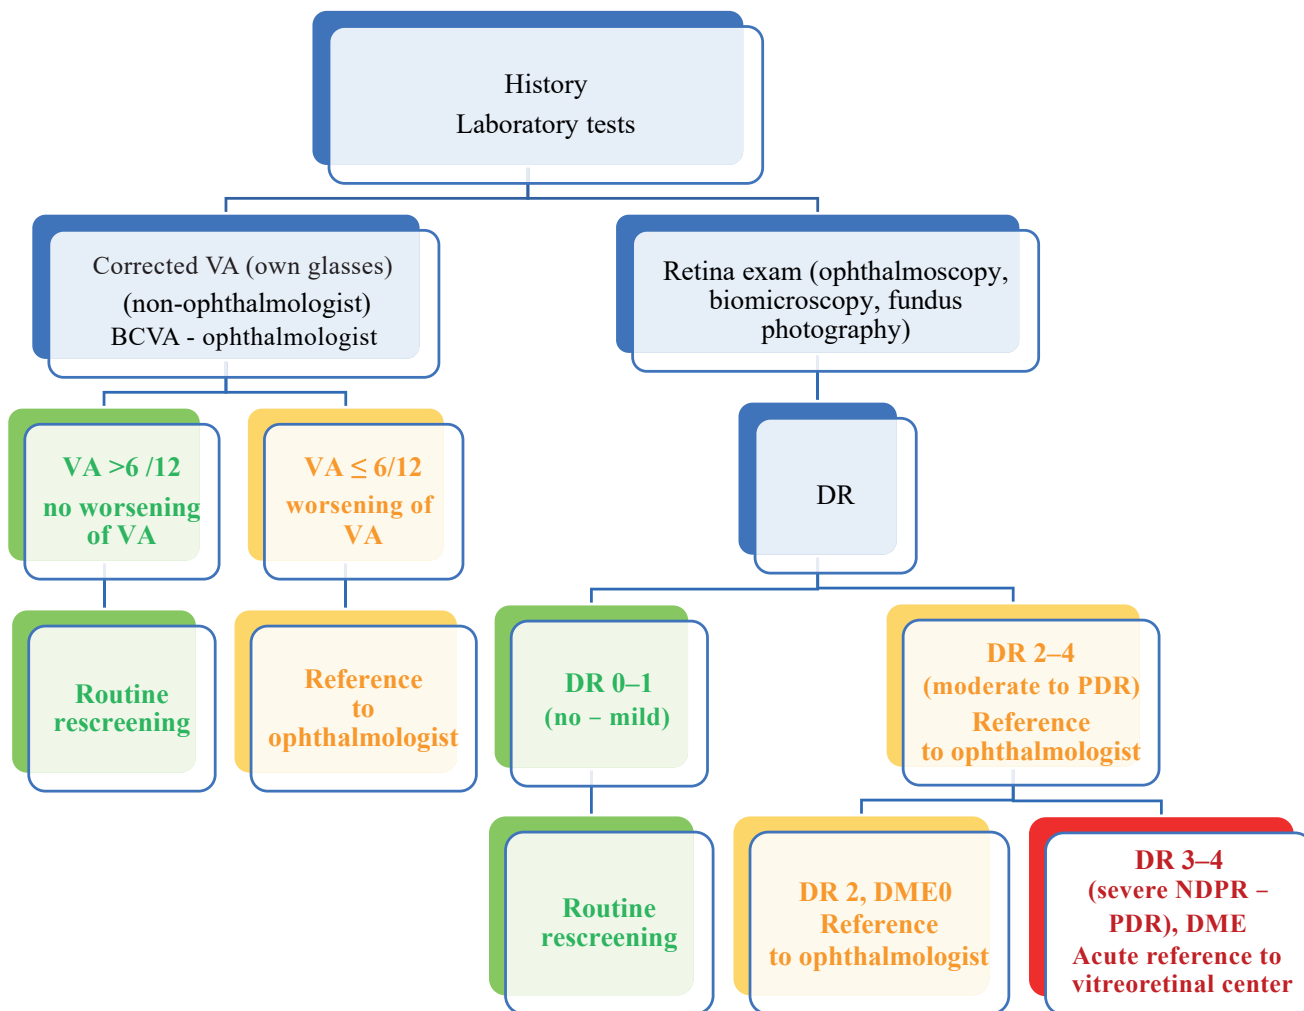 History
Laboratory tests
Corrected VA (own glasses)
(non-ophthalmologist)
BCVA - ophthalmologist
Retina exam (ophthalmoscopy,
biomicroscopy, fundus
photography)
VA >6 /12
no worsening
of VA
VA ≤ 6/12
worsening of
VA
DR
Routine
rescreening
Reference
to
ophthalmologist
DR 0–1
(no – mild)
DR 2–4
(moderate to PDR)
Reference
to ophthalmologist
Routine
rescreening
DR 2, DME0
Reference
to ophthalmologist
DR 3–4
(severe NDPR –
PDR), DME
Acute reference to
vitreoretinal center